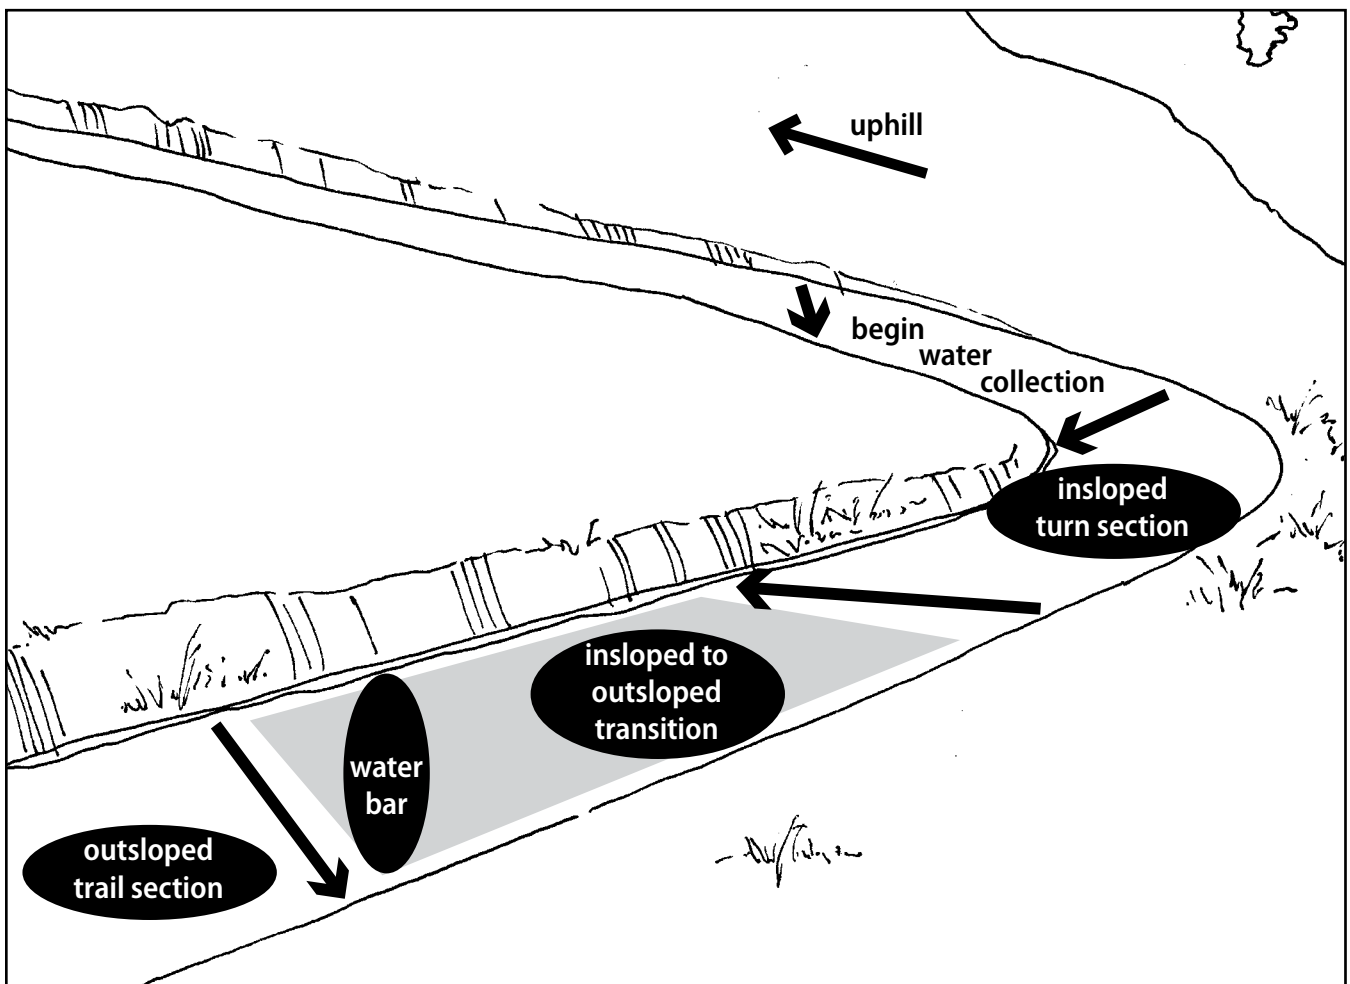 uphill
begin
water
collection
insloped
turn section
insloped to
outsloped
transition
water
bar
outsloped
trail section